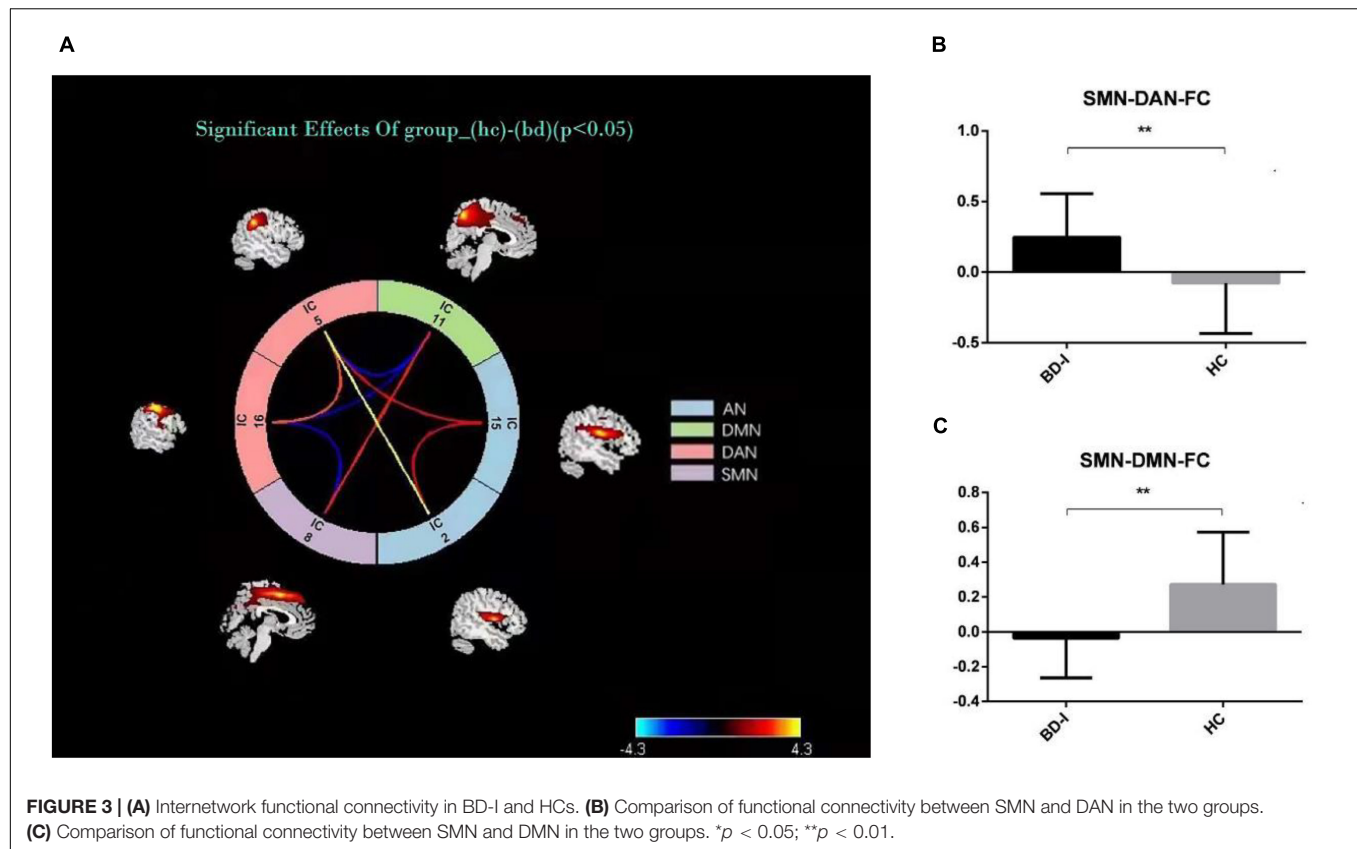 A
Significant Effects Of group_(hc)-(bd)(p<0.05)
IC 5
IC 11
IC 16
IC 15
IC 8
IC 2
AN
DMN
DAN
SMN
-4.3
4.3
B
SMN-DAN-FC
**
1.0
0.5
0.0
-0.5
BD-I
HC
C
SMN-DMN-FC
**
0.8
0.6
0.4
0.2
0.0
-0.2
-0.4
BD-I
HC
FIGURE 3 | (A) Internetwork functional connectivity in BD-I and HCs. (B) Comparison of functional connectivity between SMN and DAN in the two groups.
(C) Comparison of functional connectivity between SMN and DMN in the two groups. *p < 0.05; **p < 0.01.